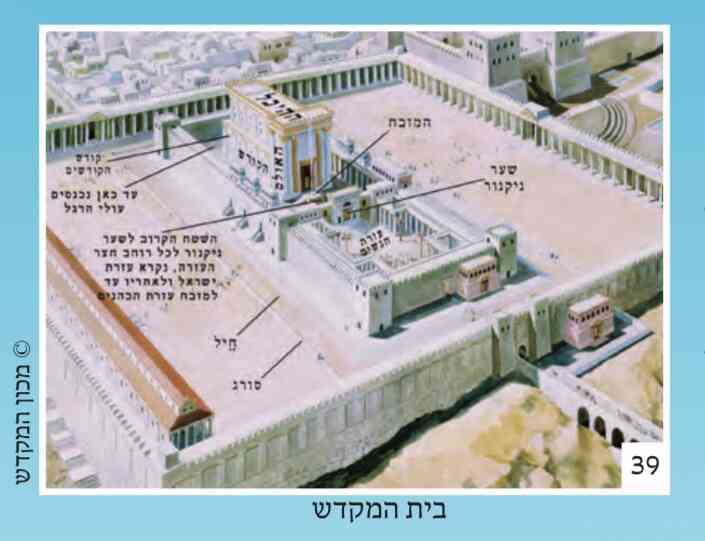 ההיכל
האולם
הקודש
המזבח
שער
ניקנור
קודש
הקודשים
עד כאן נכנסים
עולי הרגל
עזרת
הנשים
השטח הקרוב לשער
ניקנור לכל רוחב חצר
העזרה, נקרא עזרת
ישראל ולאחריו עד
למזבח עזרת הכהנים
חֵיל
סורג
© מכון המקדש
39
בית המקדש